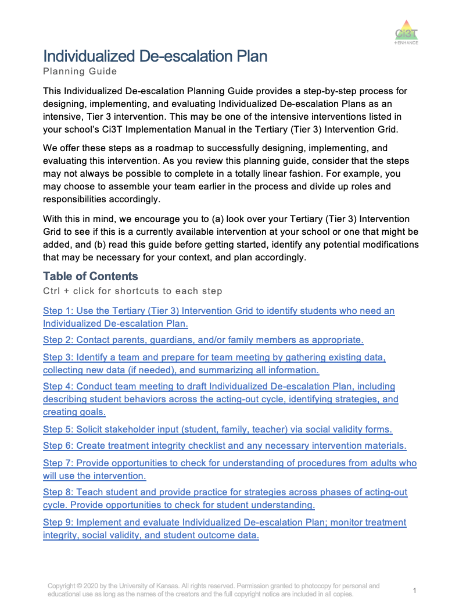 Ci3T
Individualized De-escalation Plan
Planning Guide
This Individualized De-escalation Planning Guide provides a step-by-step process for
designing, implementing, and evaluating Individualized De-escalation Plans as an
intensive, Tier 3 intervention. This may be one of the intensive interventions listed in
your school's Ci3T Implementation Manual in the Tertiary (Tier 3) Intervention Grid.
We offer these steps as a roadmap to successfully designing, implementing, and
evaluating this intervention. As you review this planning guide, consider that the steps
may not always be possible to complete in a totally linear fashion. For example, you
may choose to assemble your team earlier in the process and divide up roles and
responsibilities accordingly.
With this in mind, we encourage you to (a) look over your Tertiary (Tier 3) Intervention
Grid to see if this is a currently available intervention at your school or one that might be
added, and (b) read this guide before getting started, identify any potential modifications
that may be necessary for your context, and plan accordingly.
Table of Contents
Ctrl + click for shortcuts to each step
Step 1: Use the Tertiary (Tier 3) Intervention Grid to identify students who need an
Individualized De-escalation Plan.
Step 2: Contact parents, guardians, and/or family members as appropriate.
Step 3: Identify a team and prepare for team meeting by gathering existing data,
collecting new data (if needed), and summarizing all information.
Step 4: Conduct team meeting to draft Individualized De-escalation Plan, including
describing student behaviors across the acting-out cycle, identifying strategies, and
creating goals.
Step 5: Solicit stakeholder input (student, family, teacher) via social validity forms.
Step 6: Create treatment integrity checklist and any necessary intervention materials.
Step 7: Provide opportunities to check for understanding of procedures from adults who
will use the intervention.
Step 8: Teach student and provide practice for strategies across phases of acting-out
cycle. Provide opportunities to check for student understanding.
Step 9: Implement and evaluate Individualized De-escalation Plan; monitor treatment
integrity, social validity, and student outcome data.
Copyright © 2020 by the University of Kansas. All rights reserved. Permission granted to photocopy for personal and
educational use as long as the names of the creators and the full copyright notice are included in all copies.
1